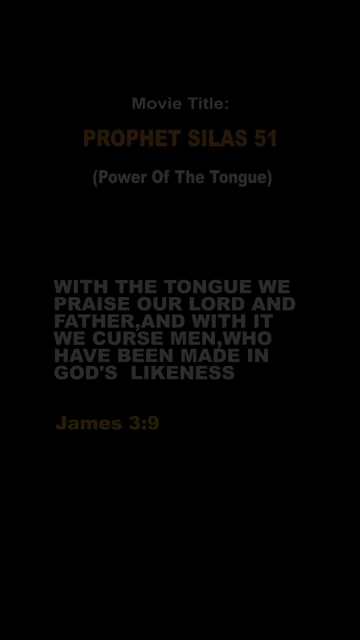 Movie Title:
PROPHET SILAS 51
(Power Of The Tongue)
WITH THE TONGUE WE
PRAISE OUR LORD AND
FATHER,AND WITH IT
WE CURSE MEN,WHO
HAVE BEEN MADE IN
GOD'S LIKENESS
James 3:9